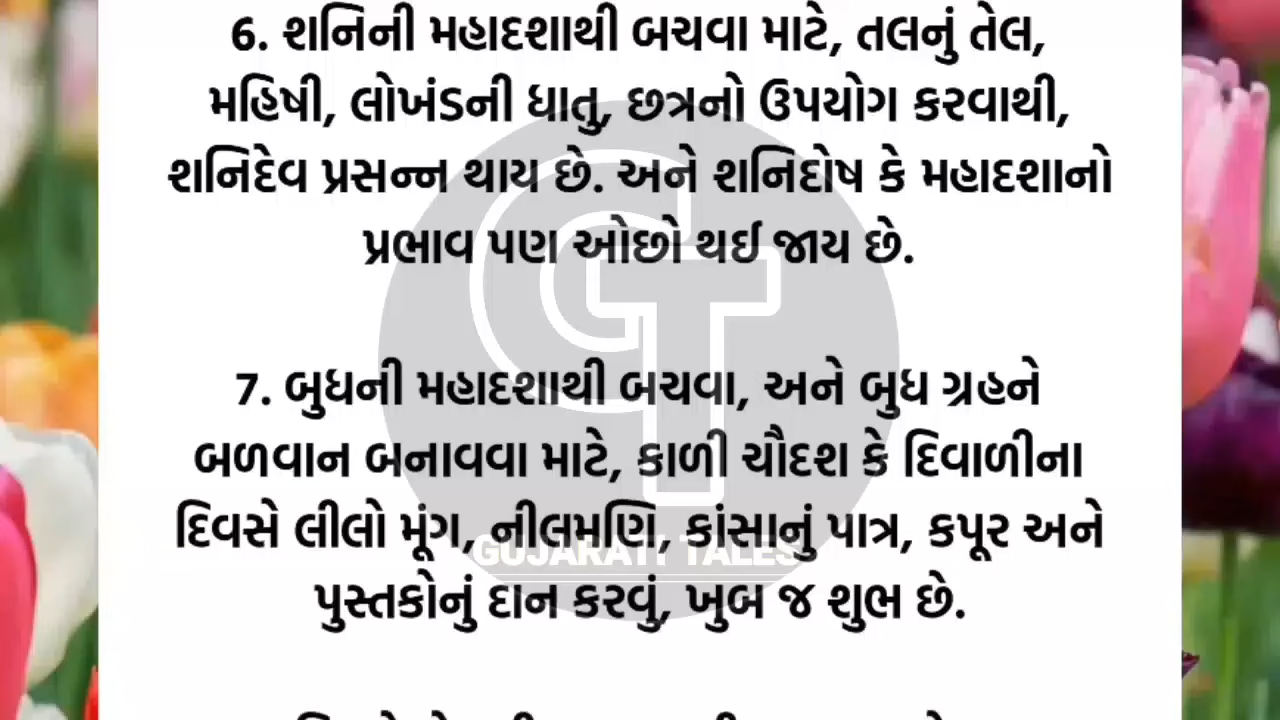 6. શનિની મહાદશાથી બચવા માટે, તલનું તેલ,
મહિષી, લોખંડની ધાતુ, છત્રનો ઉપયોગ કરવાથી,
શનિદેવ પ્રસન્ન થાય છે. અને શનિદોષ કે મહાદશાનો
પ્રભાવ પણ ઓછો થઈ જાય છે.
7. બુધની મહાદશાથી બચવા, અને બુધ ગ્રહને
બળવાન બનાવવા માટે, કાળી ચૌદશ કે દિવાળીના
દિવસે લીલો મૂંગ, નીલમણિ, કાંસાનું પાત્ર, કપૂર અને
પુસ્તકોનું દાન કરવું, ખુબ જ શુભ છે.
GT
GUJARATI TALES